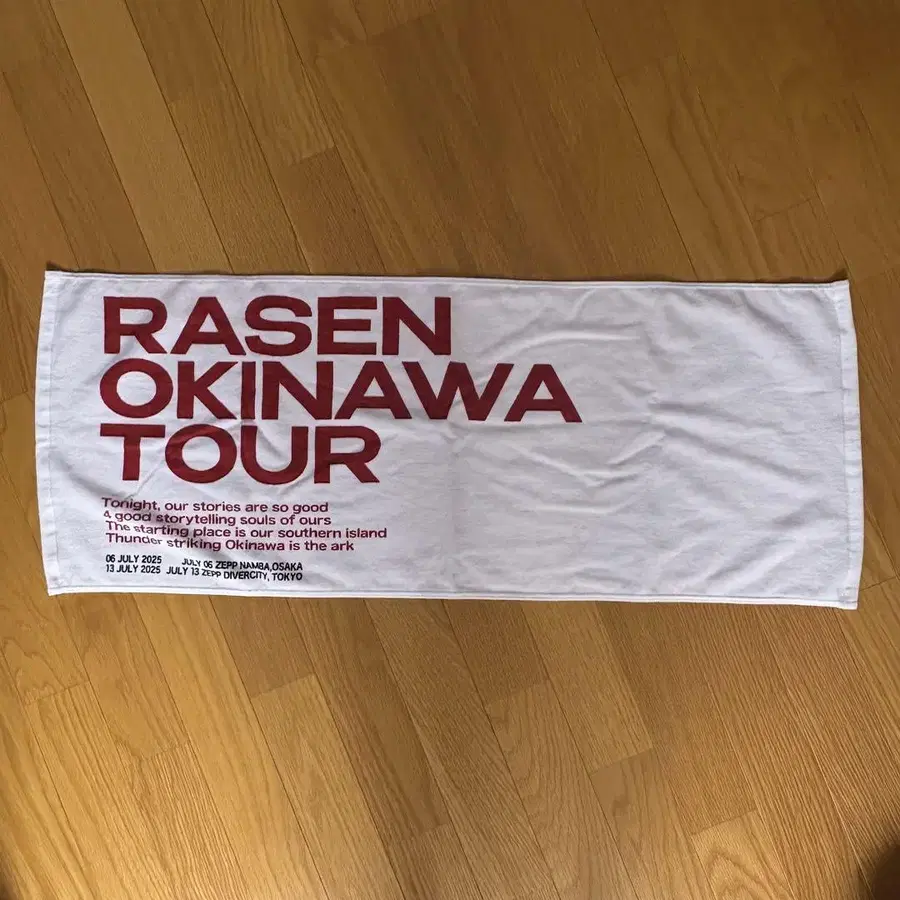 RASEN
OKINAWA
TOUR
Tonight, our stories are so good
4 good storytelling souls of ours
The starting place is our southern island
Thunder striking Okinawa is the ark
06 JULY 2025 JULY 06 ZEPP NAMBA,OSAKA
13 JULY 2025 JULY 13 ZEPP DIVERCITY, TOKYO